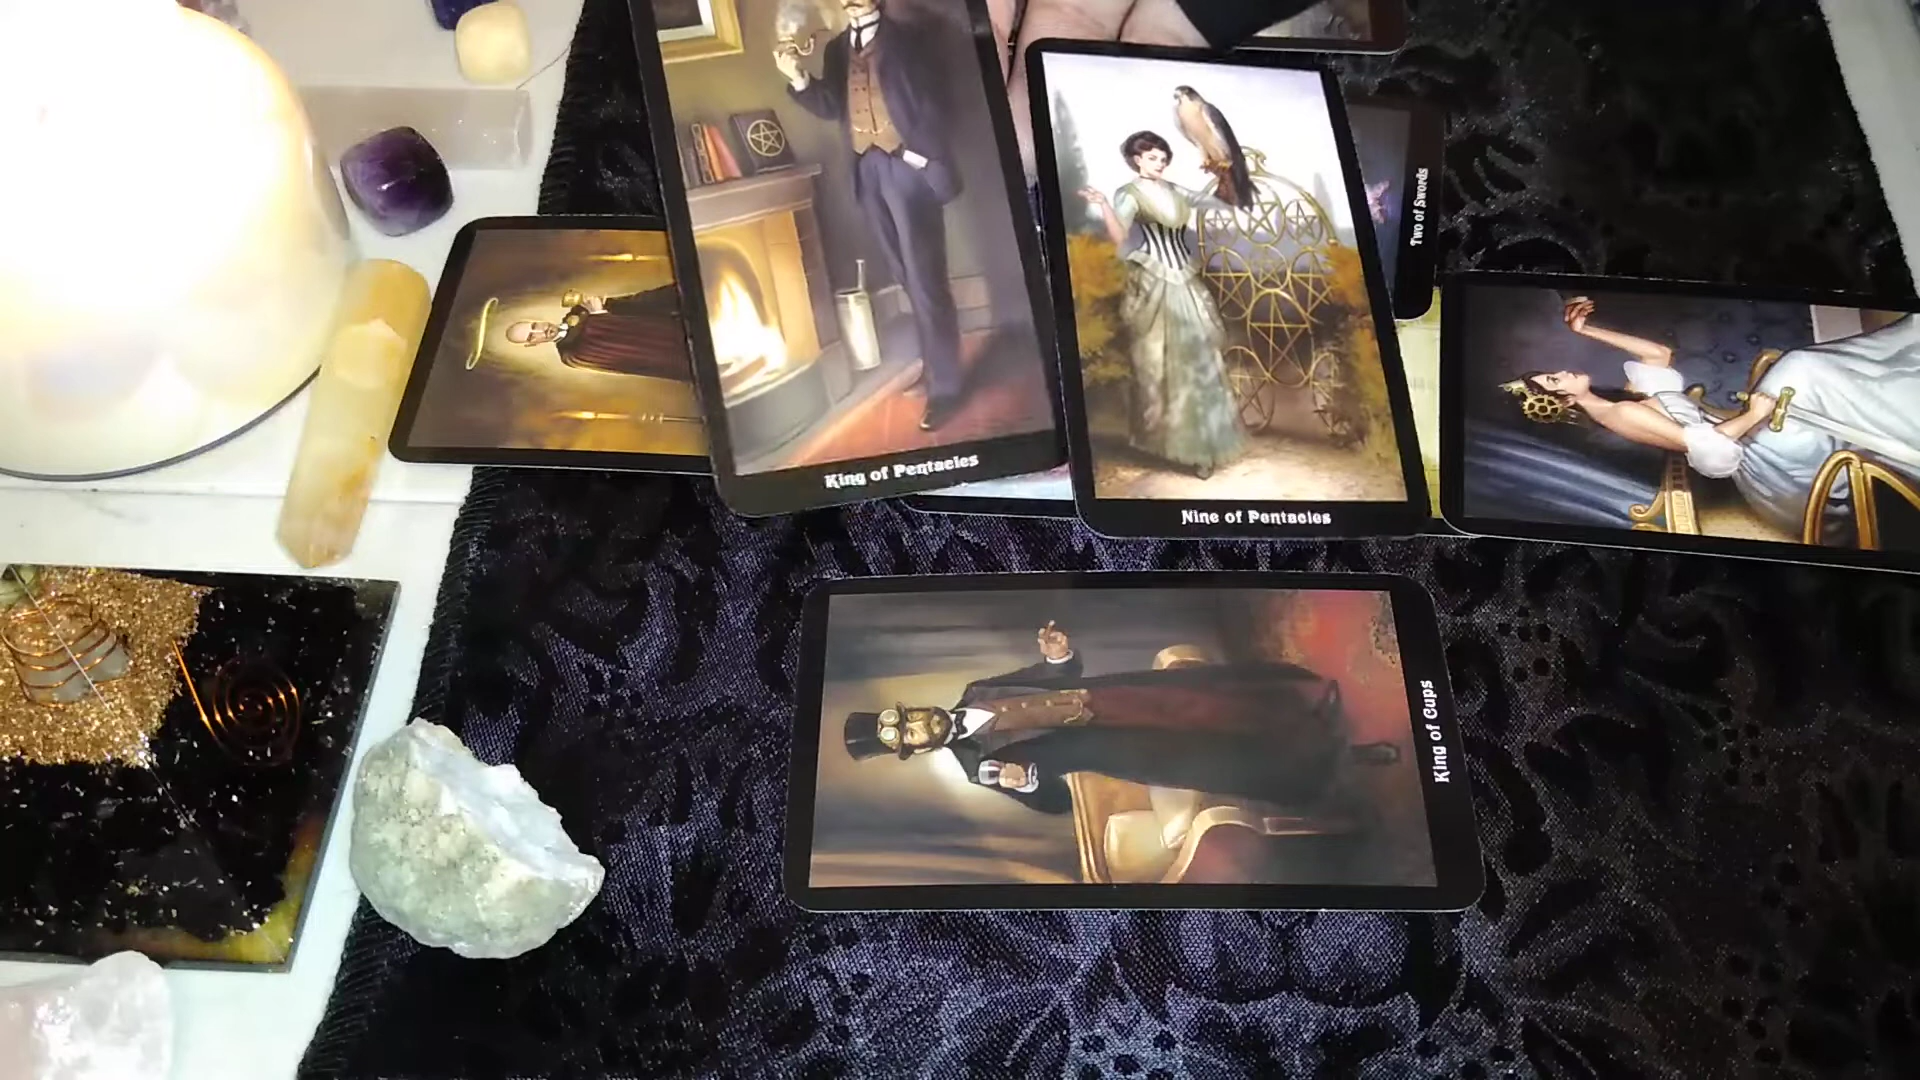 Two of Swords
King of Pentacles
Nine of Pentacles
King of Cups